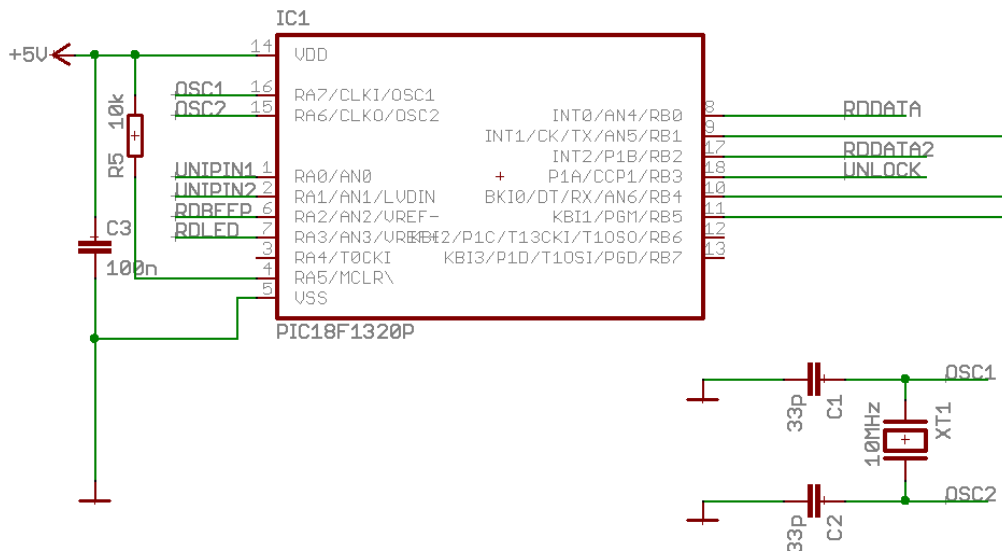 IC1
+5V
14
VDD
OSC1
16
RA7/CLKI/OSC1
OSC2
15
RA6/CLKO/OSC2
INT0/AN4/RB0
8
RDDATA
INT1/CK/TX/AN5/RB1
9
INT2/P1B/RB2
17
RDDATA2
10k
R5
UNIPIN1
1
RA0/AN0
P1A/CCP1/RB3
18
UNLOCK
UNIPIN2
2
RA1/AN1/LVDIN
BKI0/DT/RX/AN6/RB4
10
RDBEEP
6
RA2/AN2/VREF-
KBI1/PGM/RB5
11
RDLED
7
RA3/AN3/VREF+
KBI2/P1C/T13CKI/T1OSO/RB6
12
C3
100n
3
RA4/T0CKI
KBI3/P1D/T1OSI/PGD/RB7
13
4
RA5/MCLR\
5
VSS
PIC18F1320P
OSC1
33p
C1
10MHz
XT1
OSC2
33p
C2